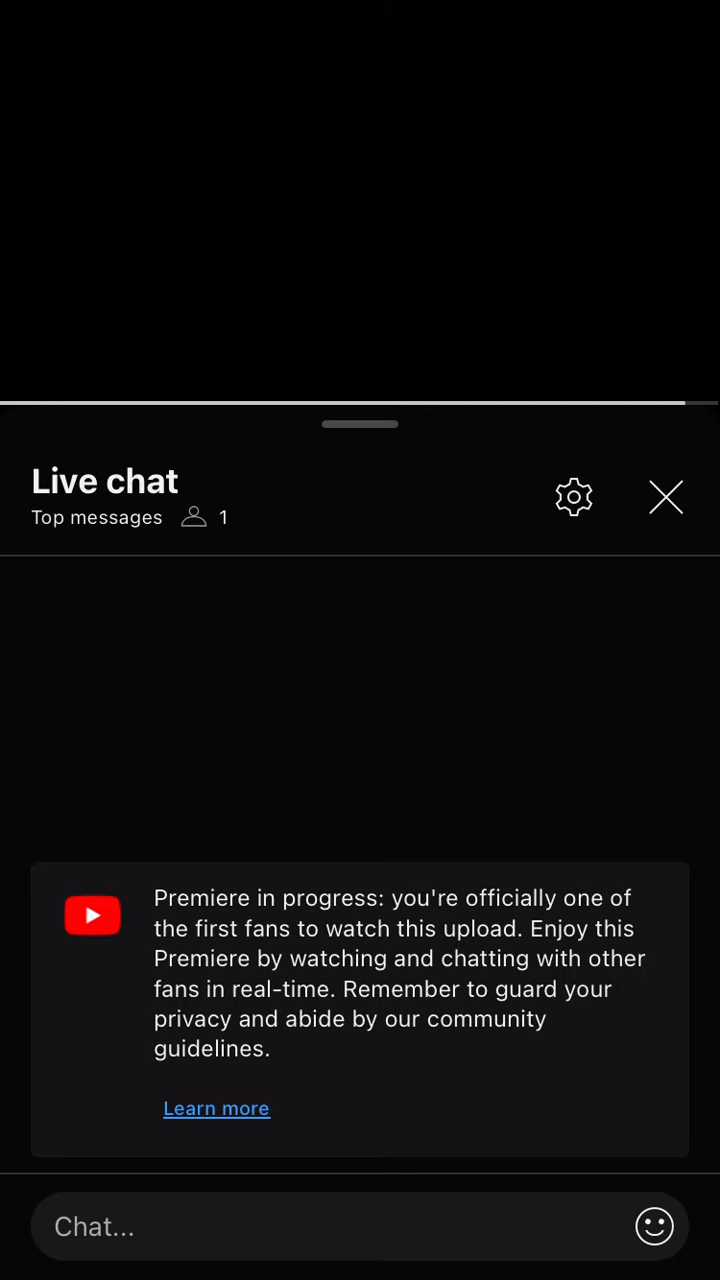 Live chat
Top messages 1
Premiere in progress: you're officially one of
the first fans to watch this upload. Enjoy this
Premiere by watching and chatting with other
fans in real-time. Remember to guard your
privacy and abide by our community
guidelines.
Learn more
Chat...